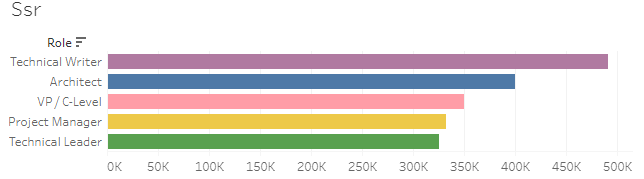 Ssr
Role
Technical Writer
Architect
VP / C-Level
Project Manager
Technical Leader
0K 50K 100K 150K 200K 250K 300K 350K 400K 450K 500K